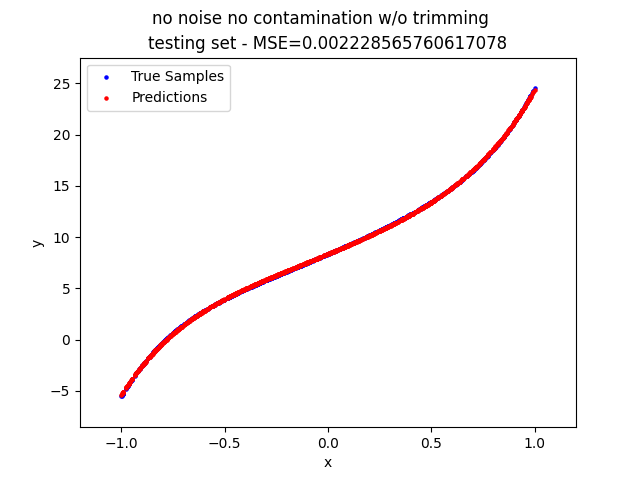 no noise no contamination w/o trimming
testing set - MSE=0.002228565760617078
True Samples
Predictions
25
20
15
10
5
0
−5
y
−1.0 −0.5 0.0 0.5 1.0
x